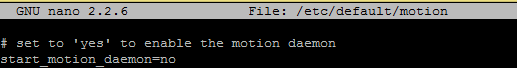 GNU nano 2.2.6 File: /etc/default/motion
# set to 'yes' to enable the motion daemon
start_motion_daemon=no